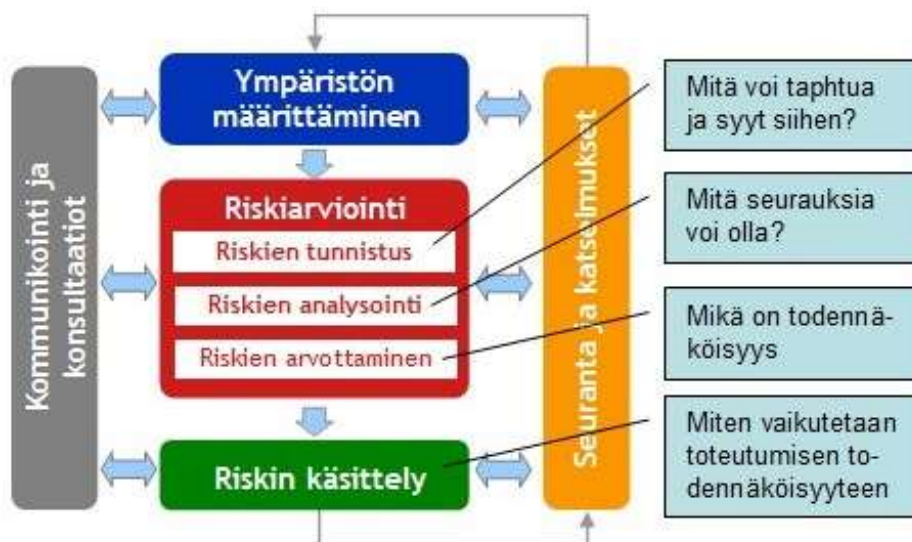 Kommunikointi ja
konsultaatiot
Ympäristön
määrittäminen
Riskiarviointi
Riskien tunnistus
Riskien analysointi
Riskien arvottaminen
Riskin käsittely
Seuranta ja katselmukset
Mitä voi taphtua
ja syyt siihen?
Mitä seurauksia
voi olla?
Mikä on todennä-
köisyys
Miten vaikutetaan
toteutumisen to-
dennäköisyyteen